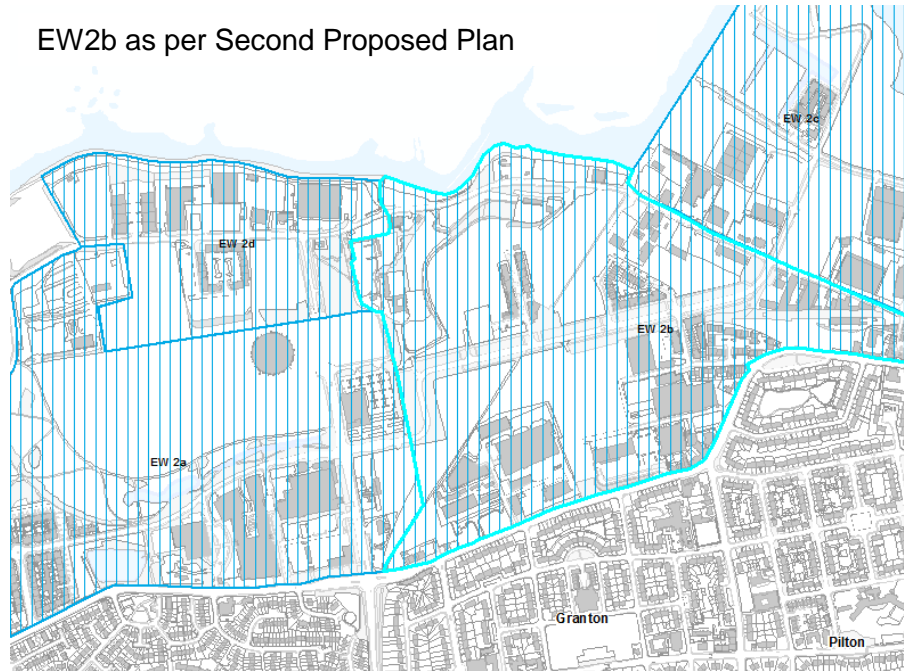 EW2b as per Second Proposed Plan
EW 2c
EW 2d
EW 2b
EW 2a
Granton
Pilton